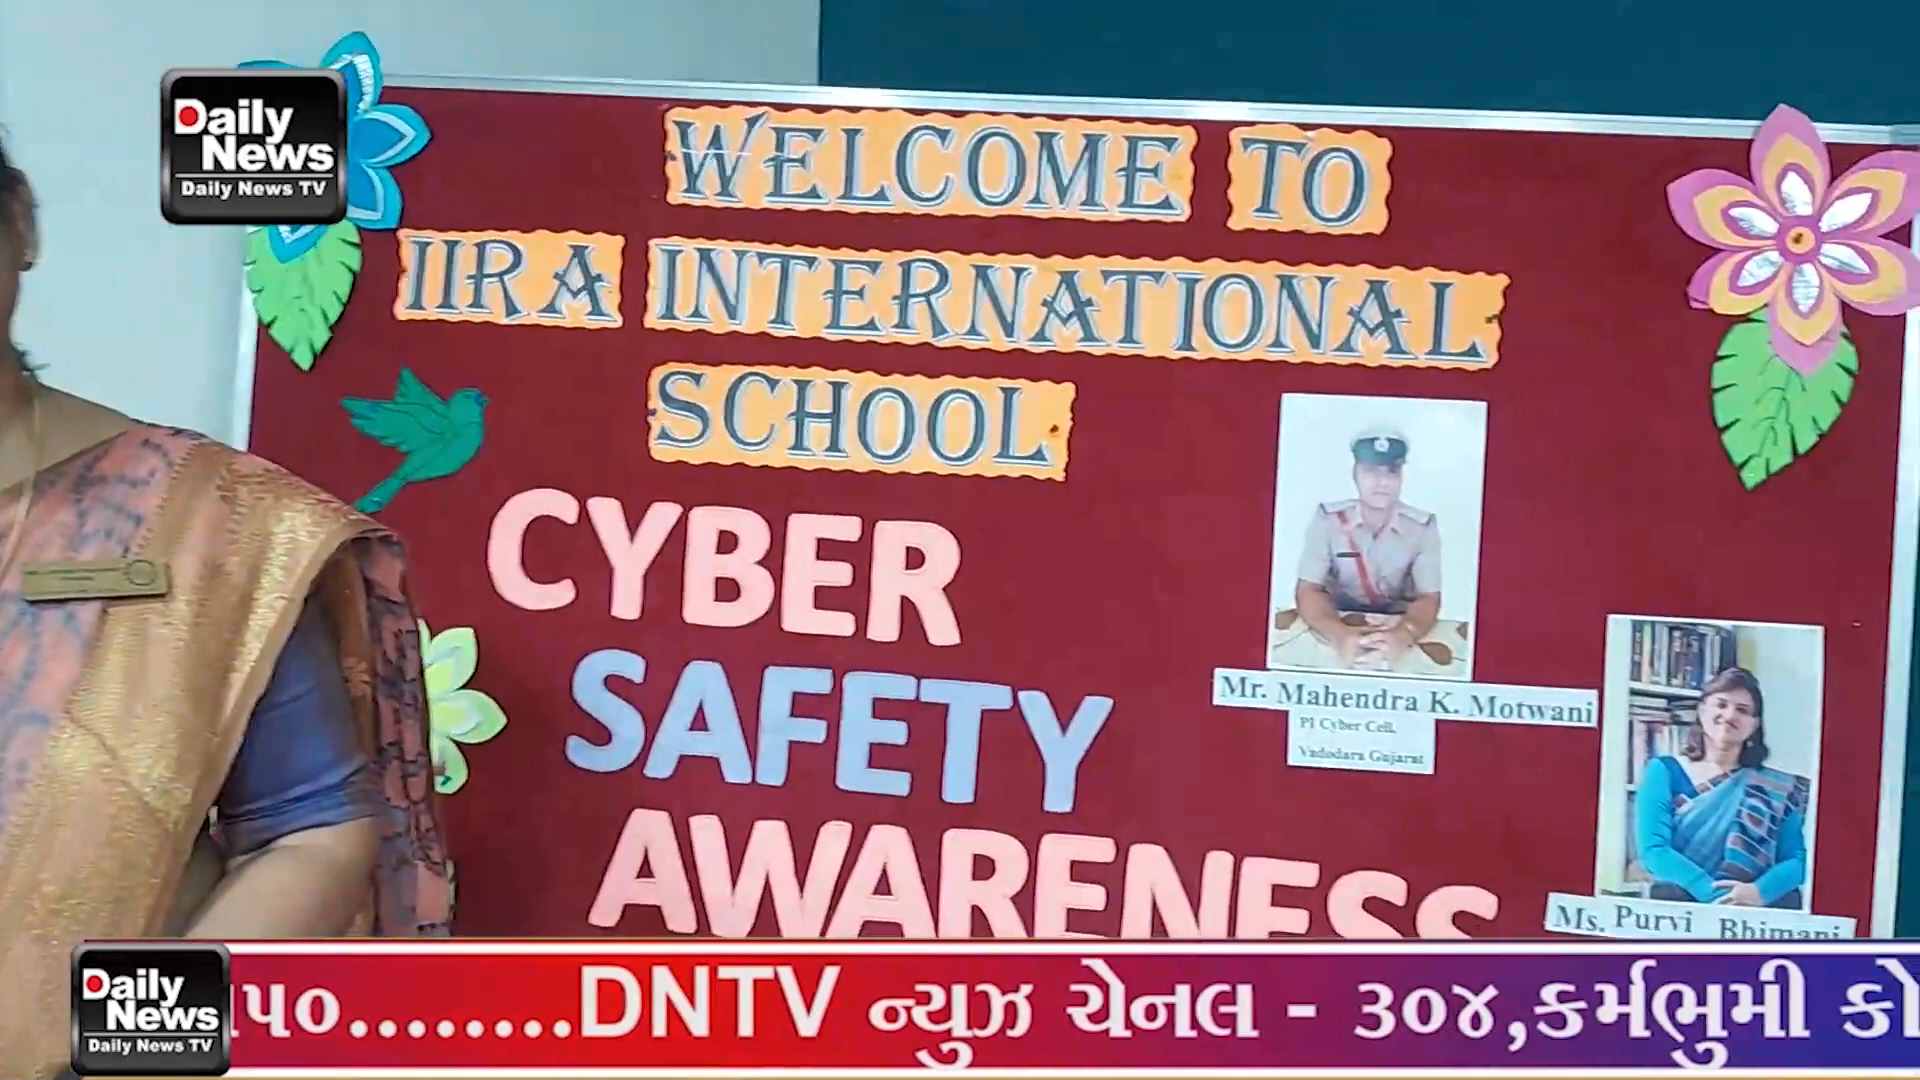 Daily
News
Daily News TV
WELCOME TO
IIRA INTERNATIONAL
SCHOOL
CYBER
SAFETY
AWARENESS
Mr. Mahendra K. Motwani
PI Cyber Cell,
Vadodara Gujarat
Ms. Purvi Bhimani
Daily
News
Daily News TV
૫૦........DNTV ન્યુઝ ચેનલ - ૩૦૪,કર્મભુમી કો